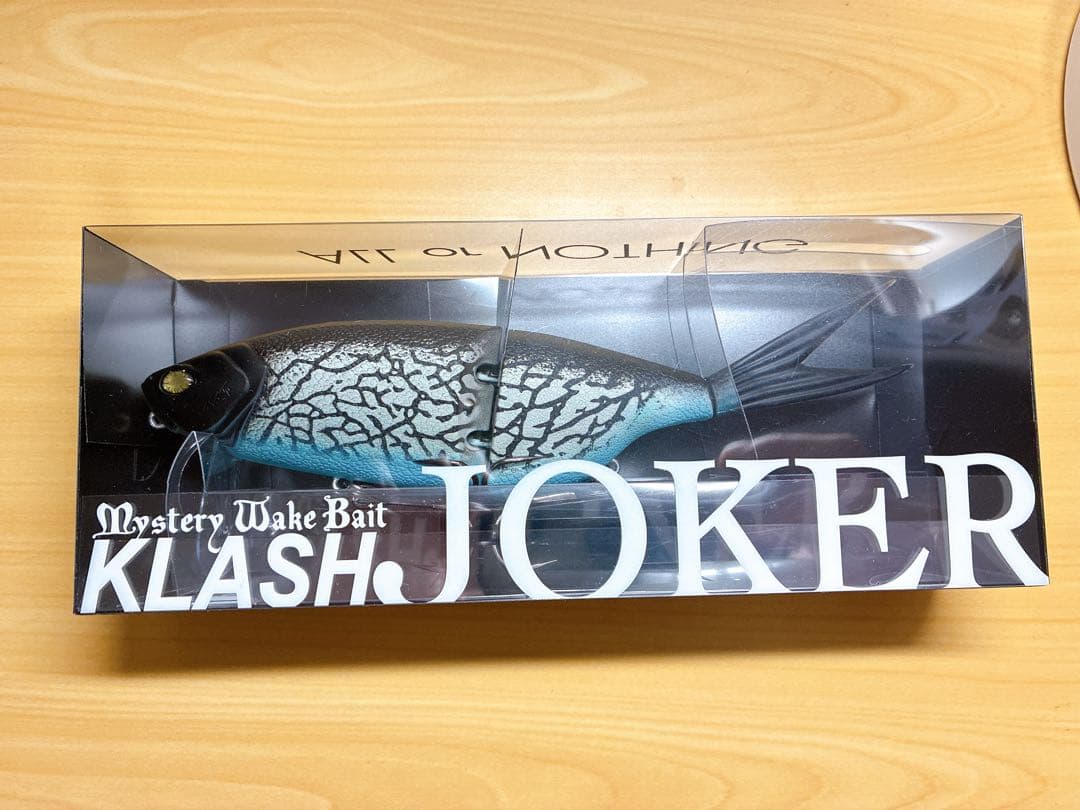 ALL or NOTHiNG
Mystery Wake Bait
KLASH JOKER